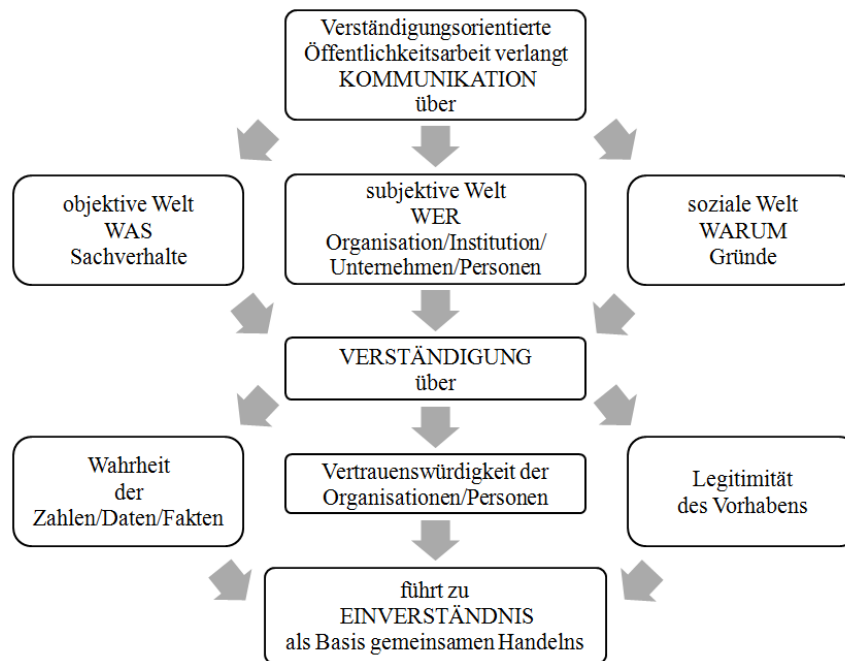 Verständigungsorientierte
Öffentlichkeitsarbeit verlangt
KOMMUNIKATION
über
objektive Welt
WAS
Sachverhalte
subjektive Welt
WER
Organisation/Institution/
Unternehmen/Personen
soziale Welt
WARUM
Gründe
VERSTÄNDIGUNG
über
Wahrheit
der
Zahlen/Daten/Fakten
Vertrauenswürdigkeit der
Organisationen/Personen
Legitimität
des Vorhabens
führt zu
EINVERSTÄNDNIS
als Basis gemeinsamen Handelns